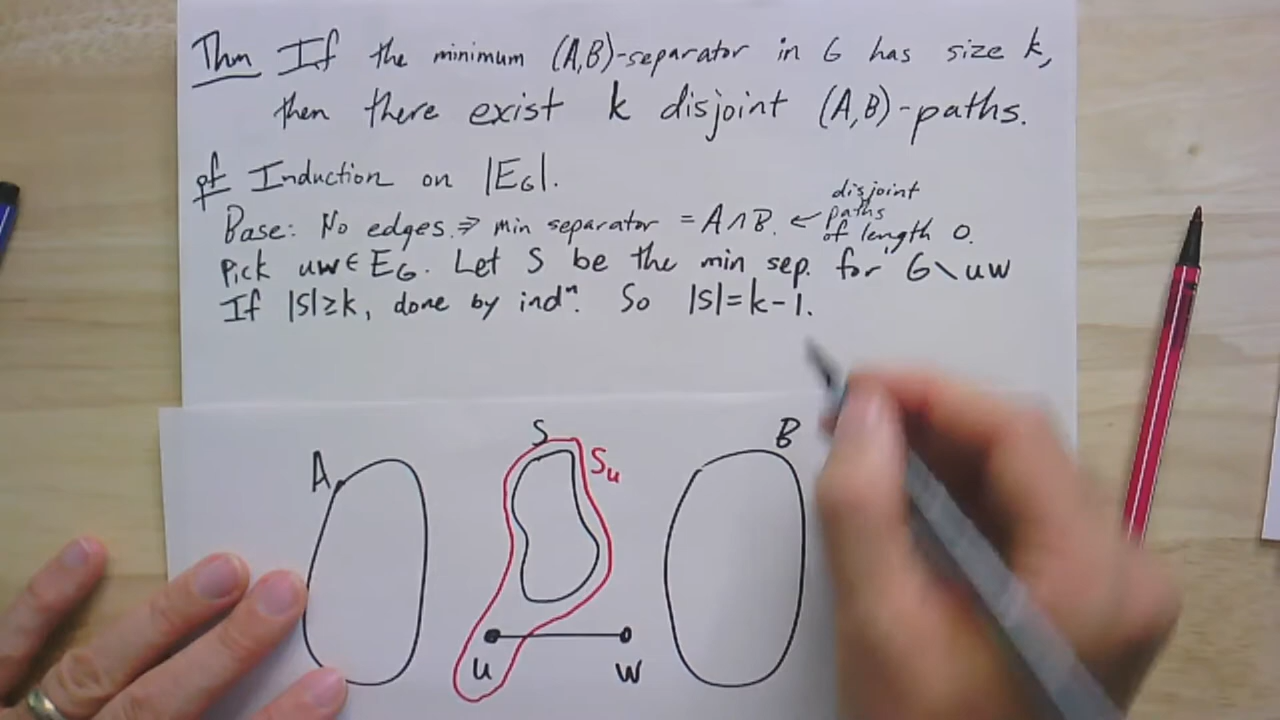 Thm If the minimum (A,B)-separator in G has size k,
then there exist k disjoint (A,B)-paths.
pf Induction on |E_G|.
Base: No edges. ⇒ min separator = A∩B. ← disjoint paths of length 0.
Pick uw∈E_G. Let S be the min sep. for G\uw
If |S|≥k, done by indⁿ. So |S|=k-1.
A S S_u B
u w